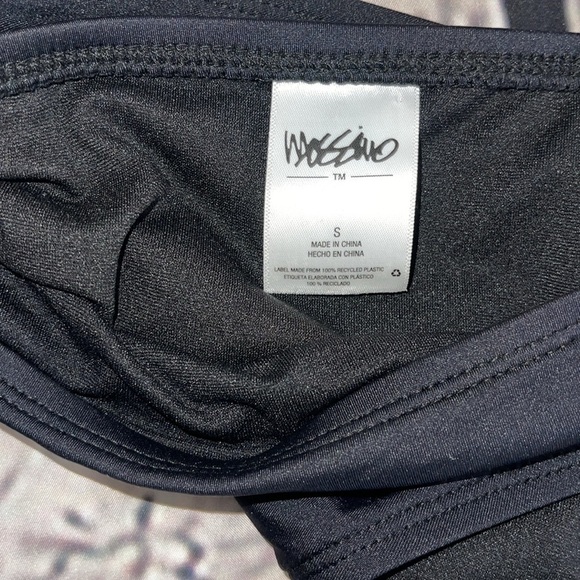 mossimo
TM
S
MADE IN CHINA
HECHO EN CHINA
LABEL MADE FROM 100% RECYCLED PLASTIC
ETIQUETA ELABORADA CON PLÁSTICO
100 % RECICLADO